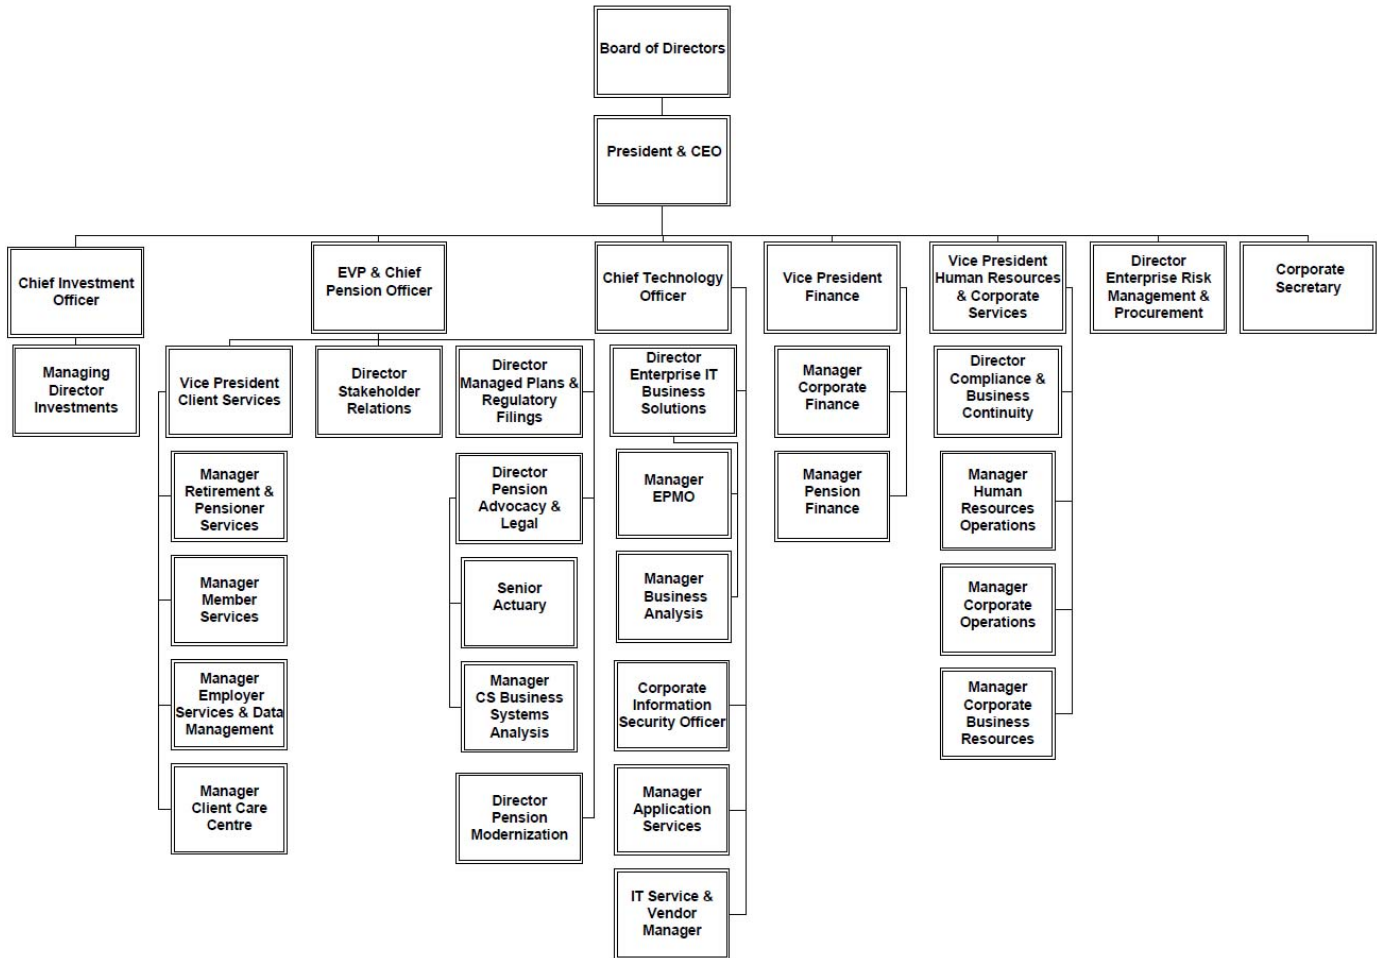 Board of Directors
President & CEO
Chief Investment
Officer
EVP & Chief
Pension Officer
Chief Technology
Officer
Vice President
Finance
Vice President
Human Resources
& Corporate
Services
Director
Enterprise Risk
Management &
Procurement
Corporate
Secretary
Managing
Director
Investments
Vice President
Client Services
Director
Stakeholder
Relations
Director
Managed Plans &
Regulatory
Filings
Director
Enterprise IT
Business
Solutions
Manager
Corporate
Finance
Director
Compliance &
Business
Continuity
Manager
Retirement &
Pensioner
Services
Director
Pension
Advocacy &
Legal
Manager
EPMO
Manager
Pension
Finance
Manager
Human
Resources
Operations
Manager
Member
Services
Senior
Actuary
Manager
Business
Analysis
Manager
Corporate
Operations
Manager
Employer
Services & Data
Management
Manager
CS Business
Systems
Analysis
Corporate
Information
Security Officer
Manager
Corporate
Business
Resources
Manager
Client Care
Centre
Director
Pension
Modernization
Manager
Application
Services
IT Service &
Vendor
Manager